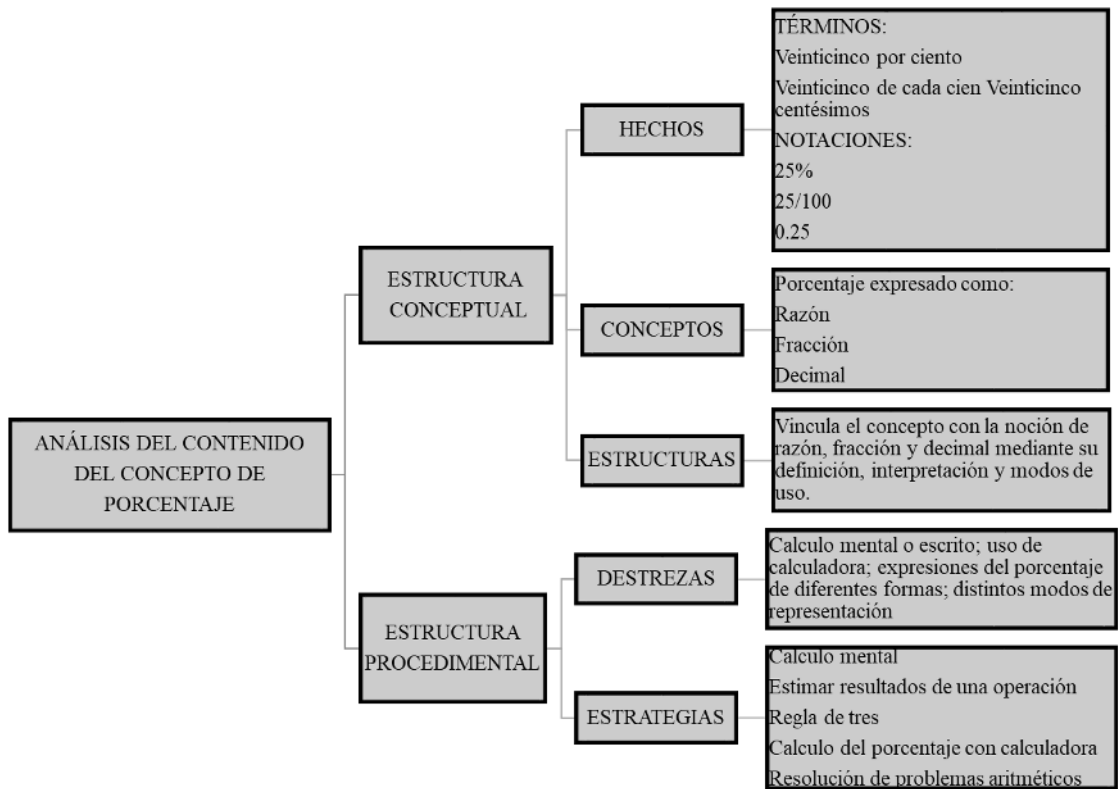 ANÁLISIS DEL CONTENIDO
DEL CONCEPTO DE
PORCENTAJE
ESTRUCTURA
CONCEPTUAL
HECHOS
TÉRMINOS:
Veinticinco por ciento
Veinticinco de cada cien Veinticinco
centésimos
NOTACIONES:
25%
25/100
0.25
CONCEPTOS
Porcentaje expresado como:
Razón
Fracción
Decimal
ESTRUCTURAS
Vincula el concepto con la noción de
razón, fracción y decimal mediante su
definición, interpretación y modos de
uso.
ESTRUCTURA
PROCEDIMENTAL
DESTREZAS
Calculo mental o escrito; uso de
calculadora; expresiones del porcentaje
de diferentes formas; distintos modos de
representación
ESTRATEGIAS
Calculo mental
Estimar resultados de una operación
Regla de tres
Calculo del porcentaje con calculadora
Resolución de problemas aritméticos